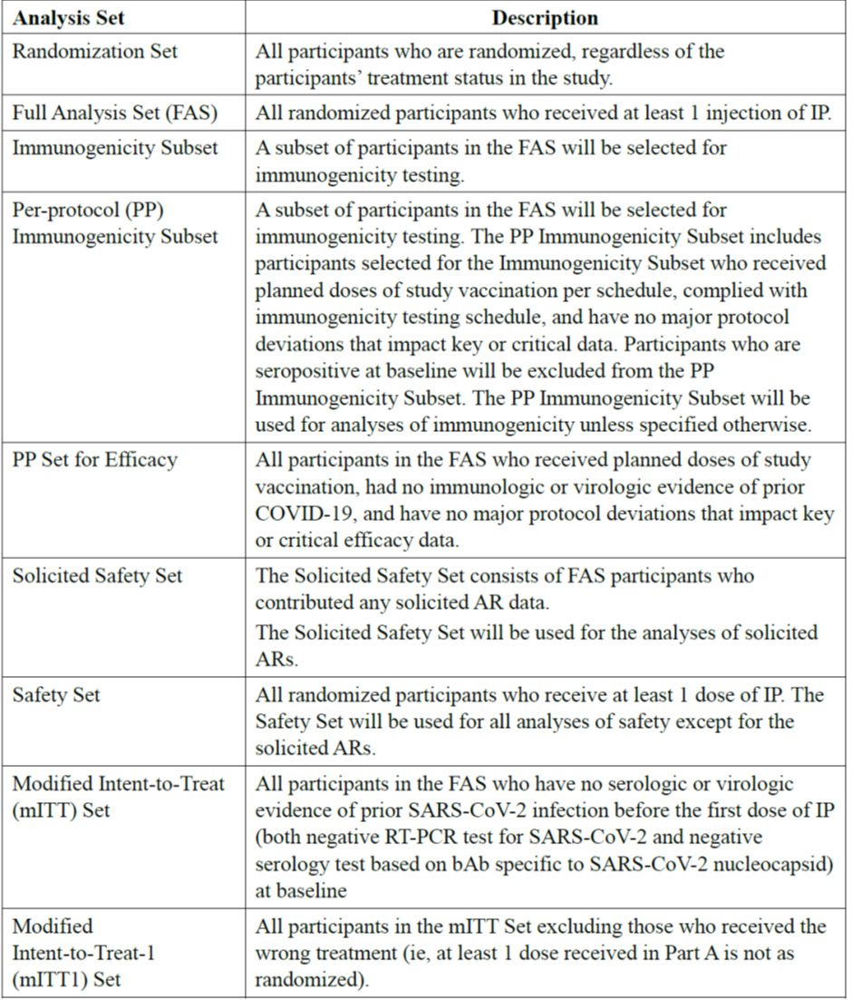 Analysis Set
Description
Randomization Set
All participants who are randomized, regardless of the
participants' treatment status in the study.
Full Analysis Set (FAS)
All randomized participants who received at least 1 injection of IP.
Immunogenicity Subset
A subset of participants in the FAS will be selected for
immunogenicity testing.
Per-protocol (PP)
Immunogenicity Subset
A subset of participants in the FAS will be selected for
immunogenicity testing. The PP Immunogenicity Subset includes
participants selected for the Immunogenicity Subset who received
planned doses of study vaccination per schedule, complied with
immunogenicity testing schedule, and have no major protocol
deviations that impact key or critical data. Participants who are
seropositive at baseline will be excluded from the PP
Immunogenicity Subset. The PP Immunogenicity Subset will be
used for analyses of immunogenicity unless specified otherwise.
PP Set for Efficacy
All participants in the FAS who received planned doses of study
vaccination, had no immunologic or virologic evidence of prior
COVID-19, and have no major protocol deviations that impact key
or critical efficacy data.
Solicited Safety Set
The Solicited Safety Set consists of FAS participants who
contributed any solicited AR data.
The Solicited Safety Set will be used for the analyses of solicited
ARs.
Safety Set
All randomized participants who receive at least 1 dose of IP. The
Safety Set will be used for all analyses of safety except for the
solicited ARs.
Modified Intent-to-Treat
(mITT) Set
All participants in the FAS who have no serologic or virologic
evidence of prior SARS-CoV-2 infection before the first dose of IP
(both negative RT-PCR test for SARS-CoV-2 and negative
serology test based on bAb specific to SARS-CoV-2 nucleocapsid)
at baseline
Modified
Intent-to-Treat-1
(mITT1) Set
All participants in the mITT Set excluding those who received the
wrong treatment (ie, at least 1 dose received in Part A is not as
randomized).